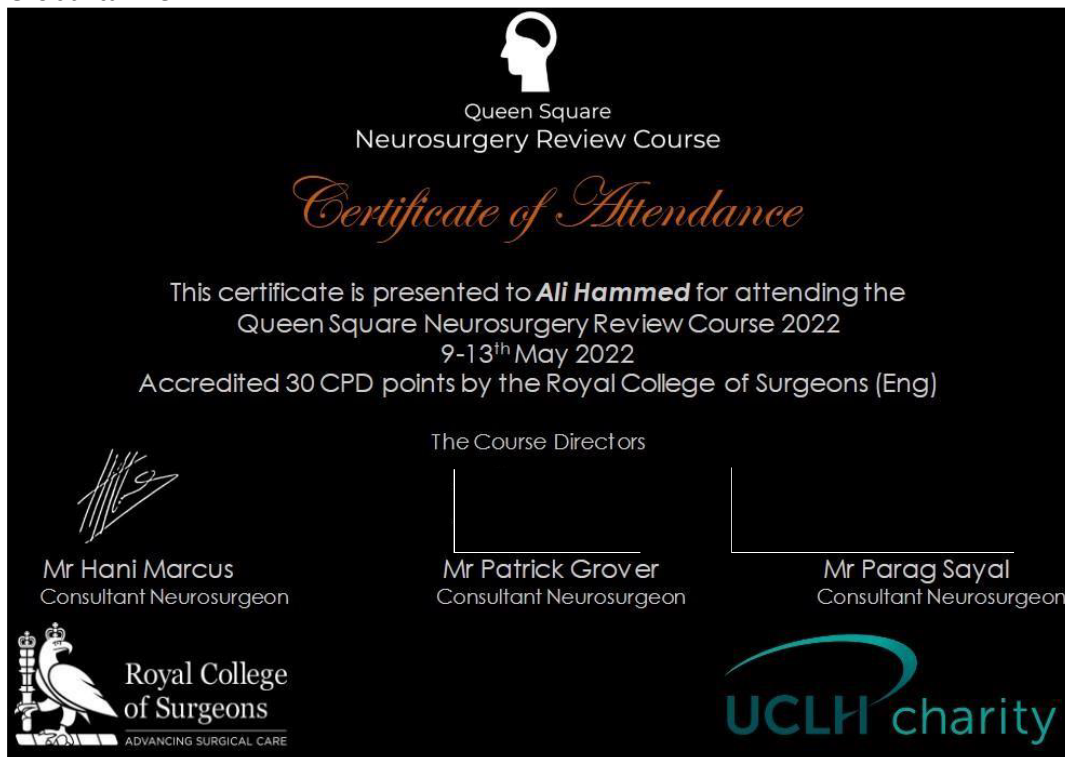 Queen Square
Neurosurgery Review Course
Certificate of Attendance
This certificate is presented to Ali Hammed for attending the
Queen Square Neurosurgery Review Course 2022
9-13th May 2022
Accredited 30 CPD points by the Royal College of Surgeons (Eng)
The Course Directors
Mr Hani Marcus
Consultant Neurosurgeon
Mr Patrick Grover
Consultant Neurosurgeon
Mr Parag Sayal
Consultant Neurosurgeon
Royal College
of Surgeons
ADVANCING SURGICAL CARE
UCLH charity